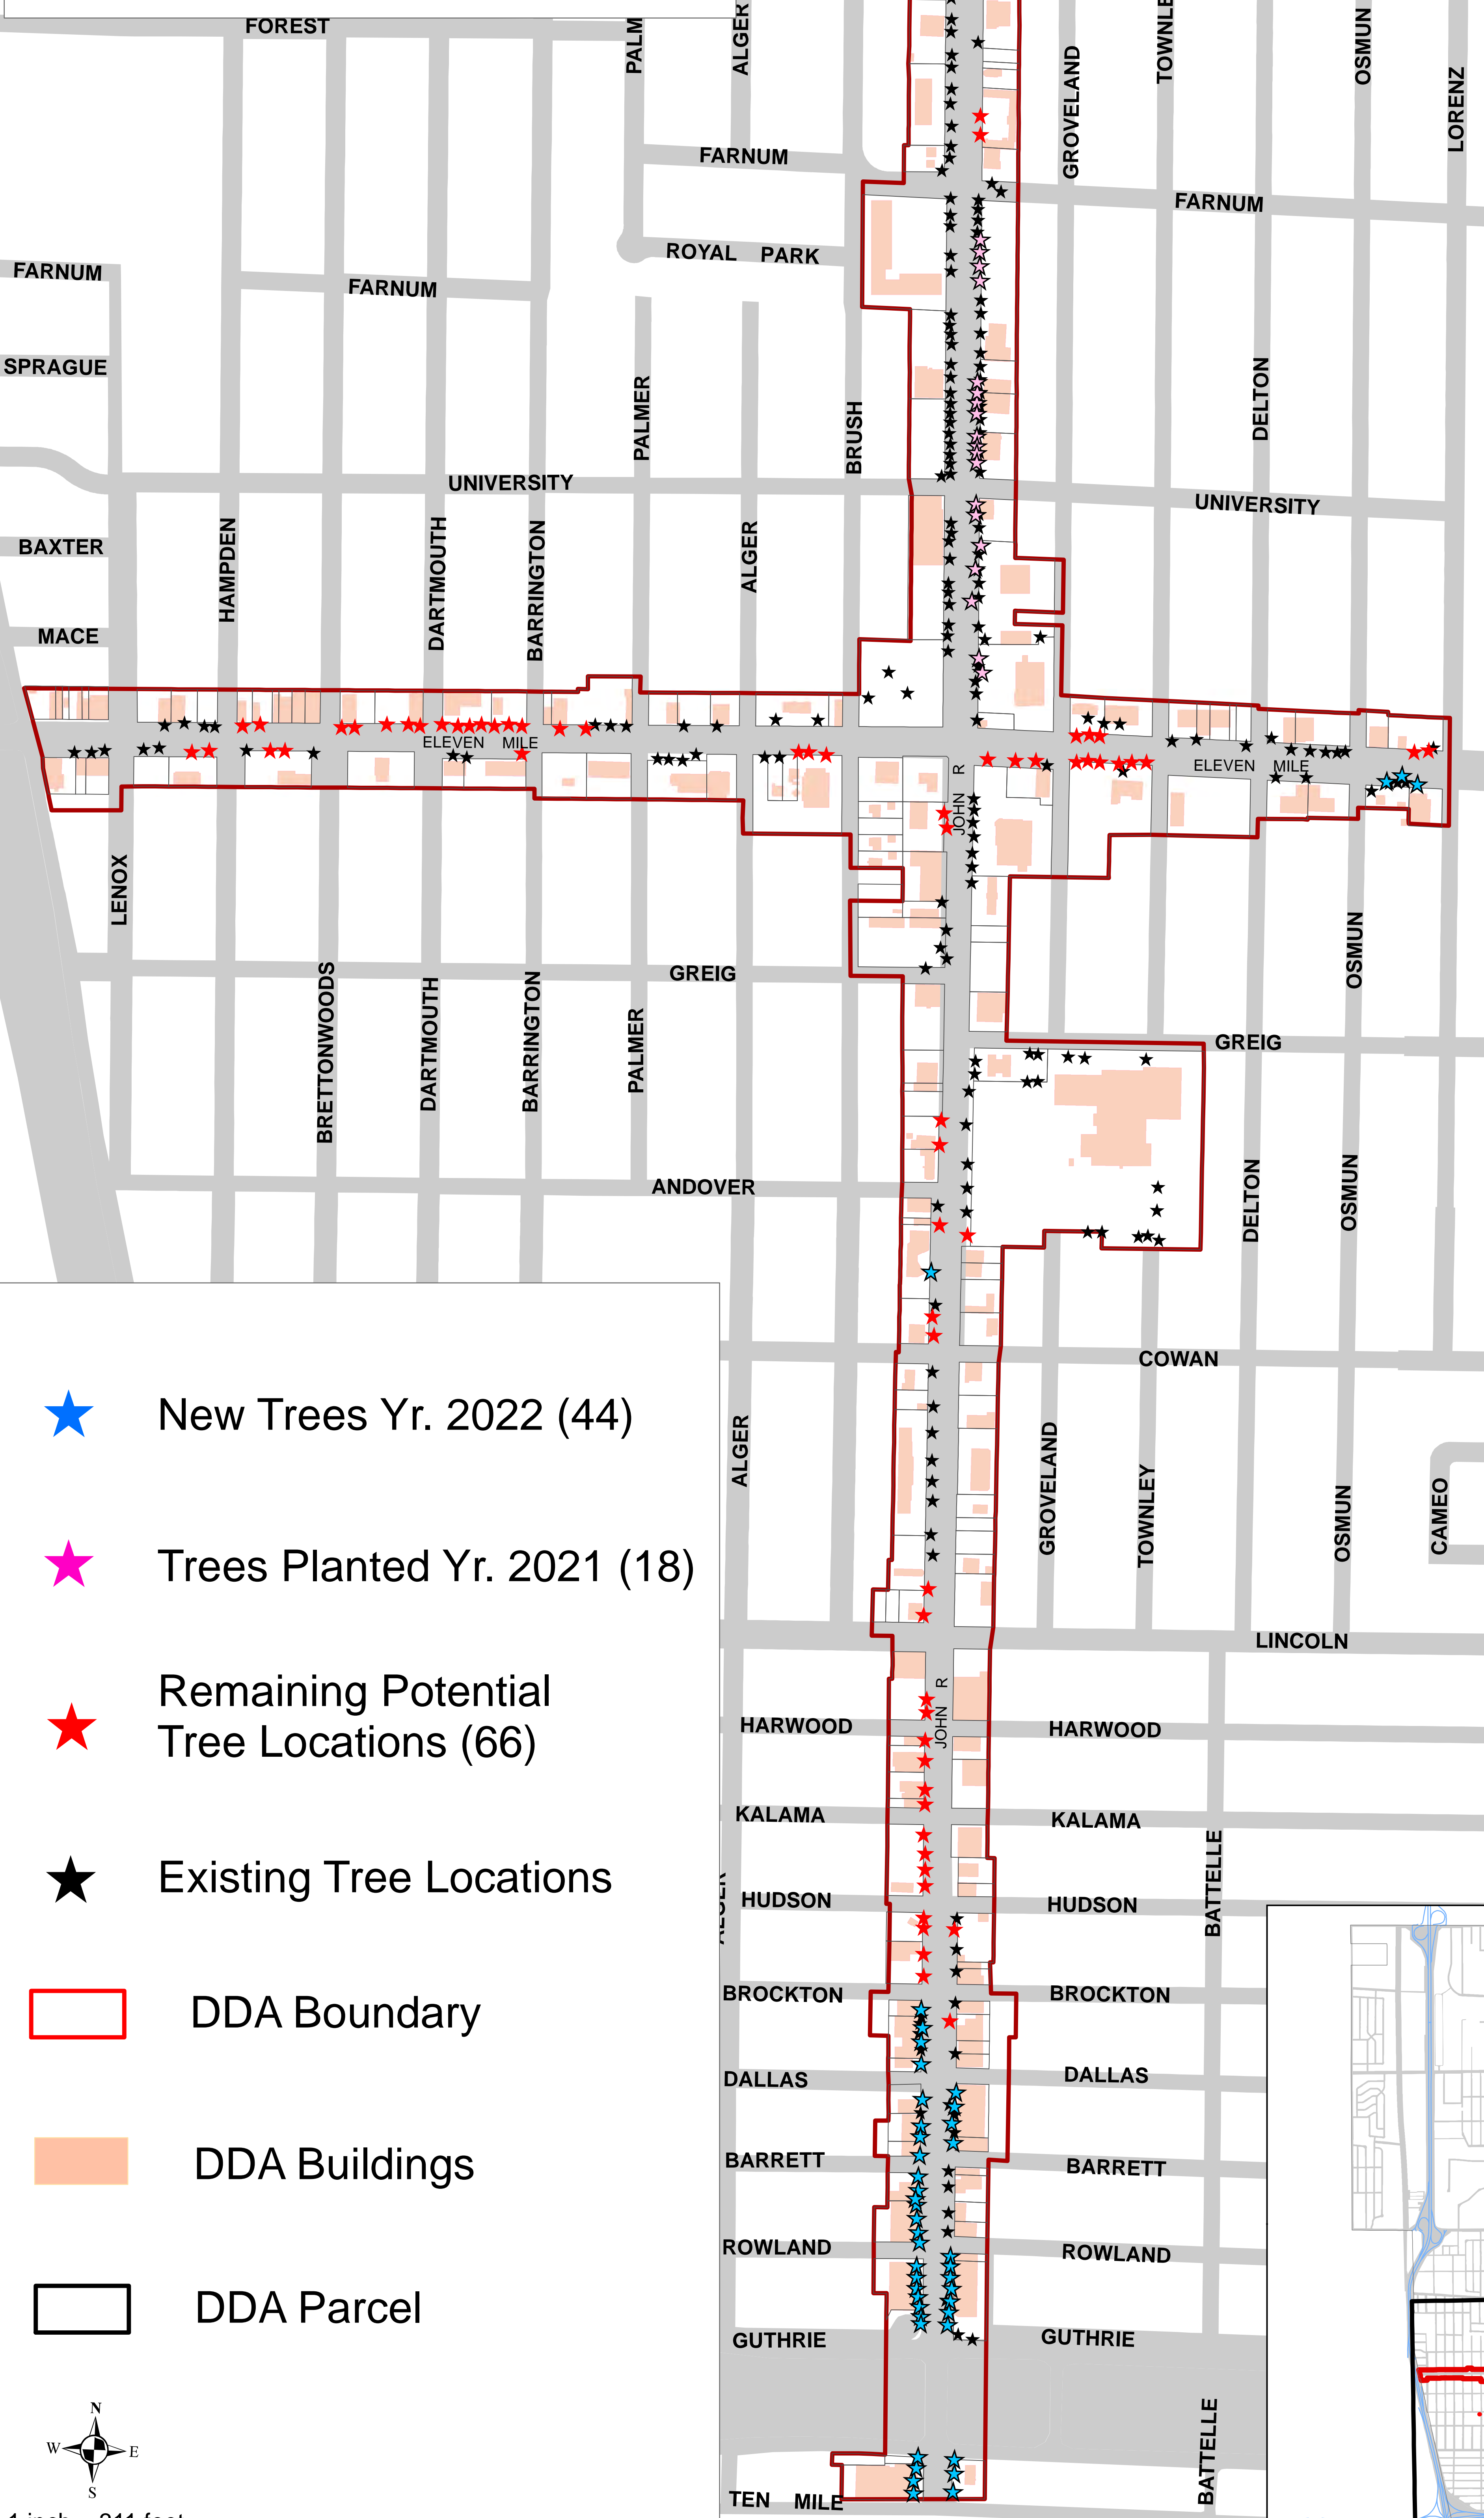 FOREST
PALM
ALGER
GROVELAND
TOWNLE
OSMUN
LORENZ
FARNUM
FARNUM
ROYAL PARK
FARNUM
FARNUM
SPRAGUE
PALMER
BRUSH
DELTON
UNIVERSITY
UNIVERSITY
BAXTER
HAMPDEN
DARTMOUTH
BARRINGTON
ALGER
MACE
ELEVEN MILE
ELEVEN MILE
JOHN R
LENOX
OSMUN
GREIG
GREIG
BRETTONWOODS
DARTMOUTH
BARRINGTON
PALMER
ANDOVER
DELTON
OSMUN
COWAN
New Trees Yr. 2022 (44)
ALGER
GROVELAND
TOWNLEY
OSMUN
CAMEO
Trees Planted Yr. 2021 (18)
LINCOLN
Remaining Potential
Tree Locations (66)
JOHN R
HARWOOD
HARWOOD
KALAMA
KALAMA
Existing Tree Locations
ALGER
HUDSON
HUDSON
BATTELLE
DDA Boundary
BROCKTON
BROCKTON
DALLAS
DALLAS
DDA Buildings
BARRETT
BARRETT
ROWLAND
ROWLAND
DDA Parcel
GUTHRIE
GUTHRIE
N
W
E
S
BATTELLE
TEN MILE